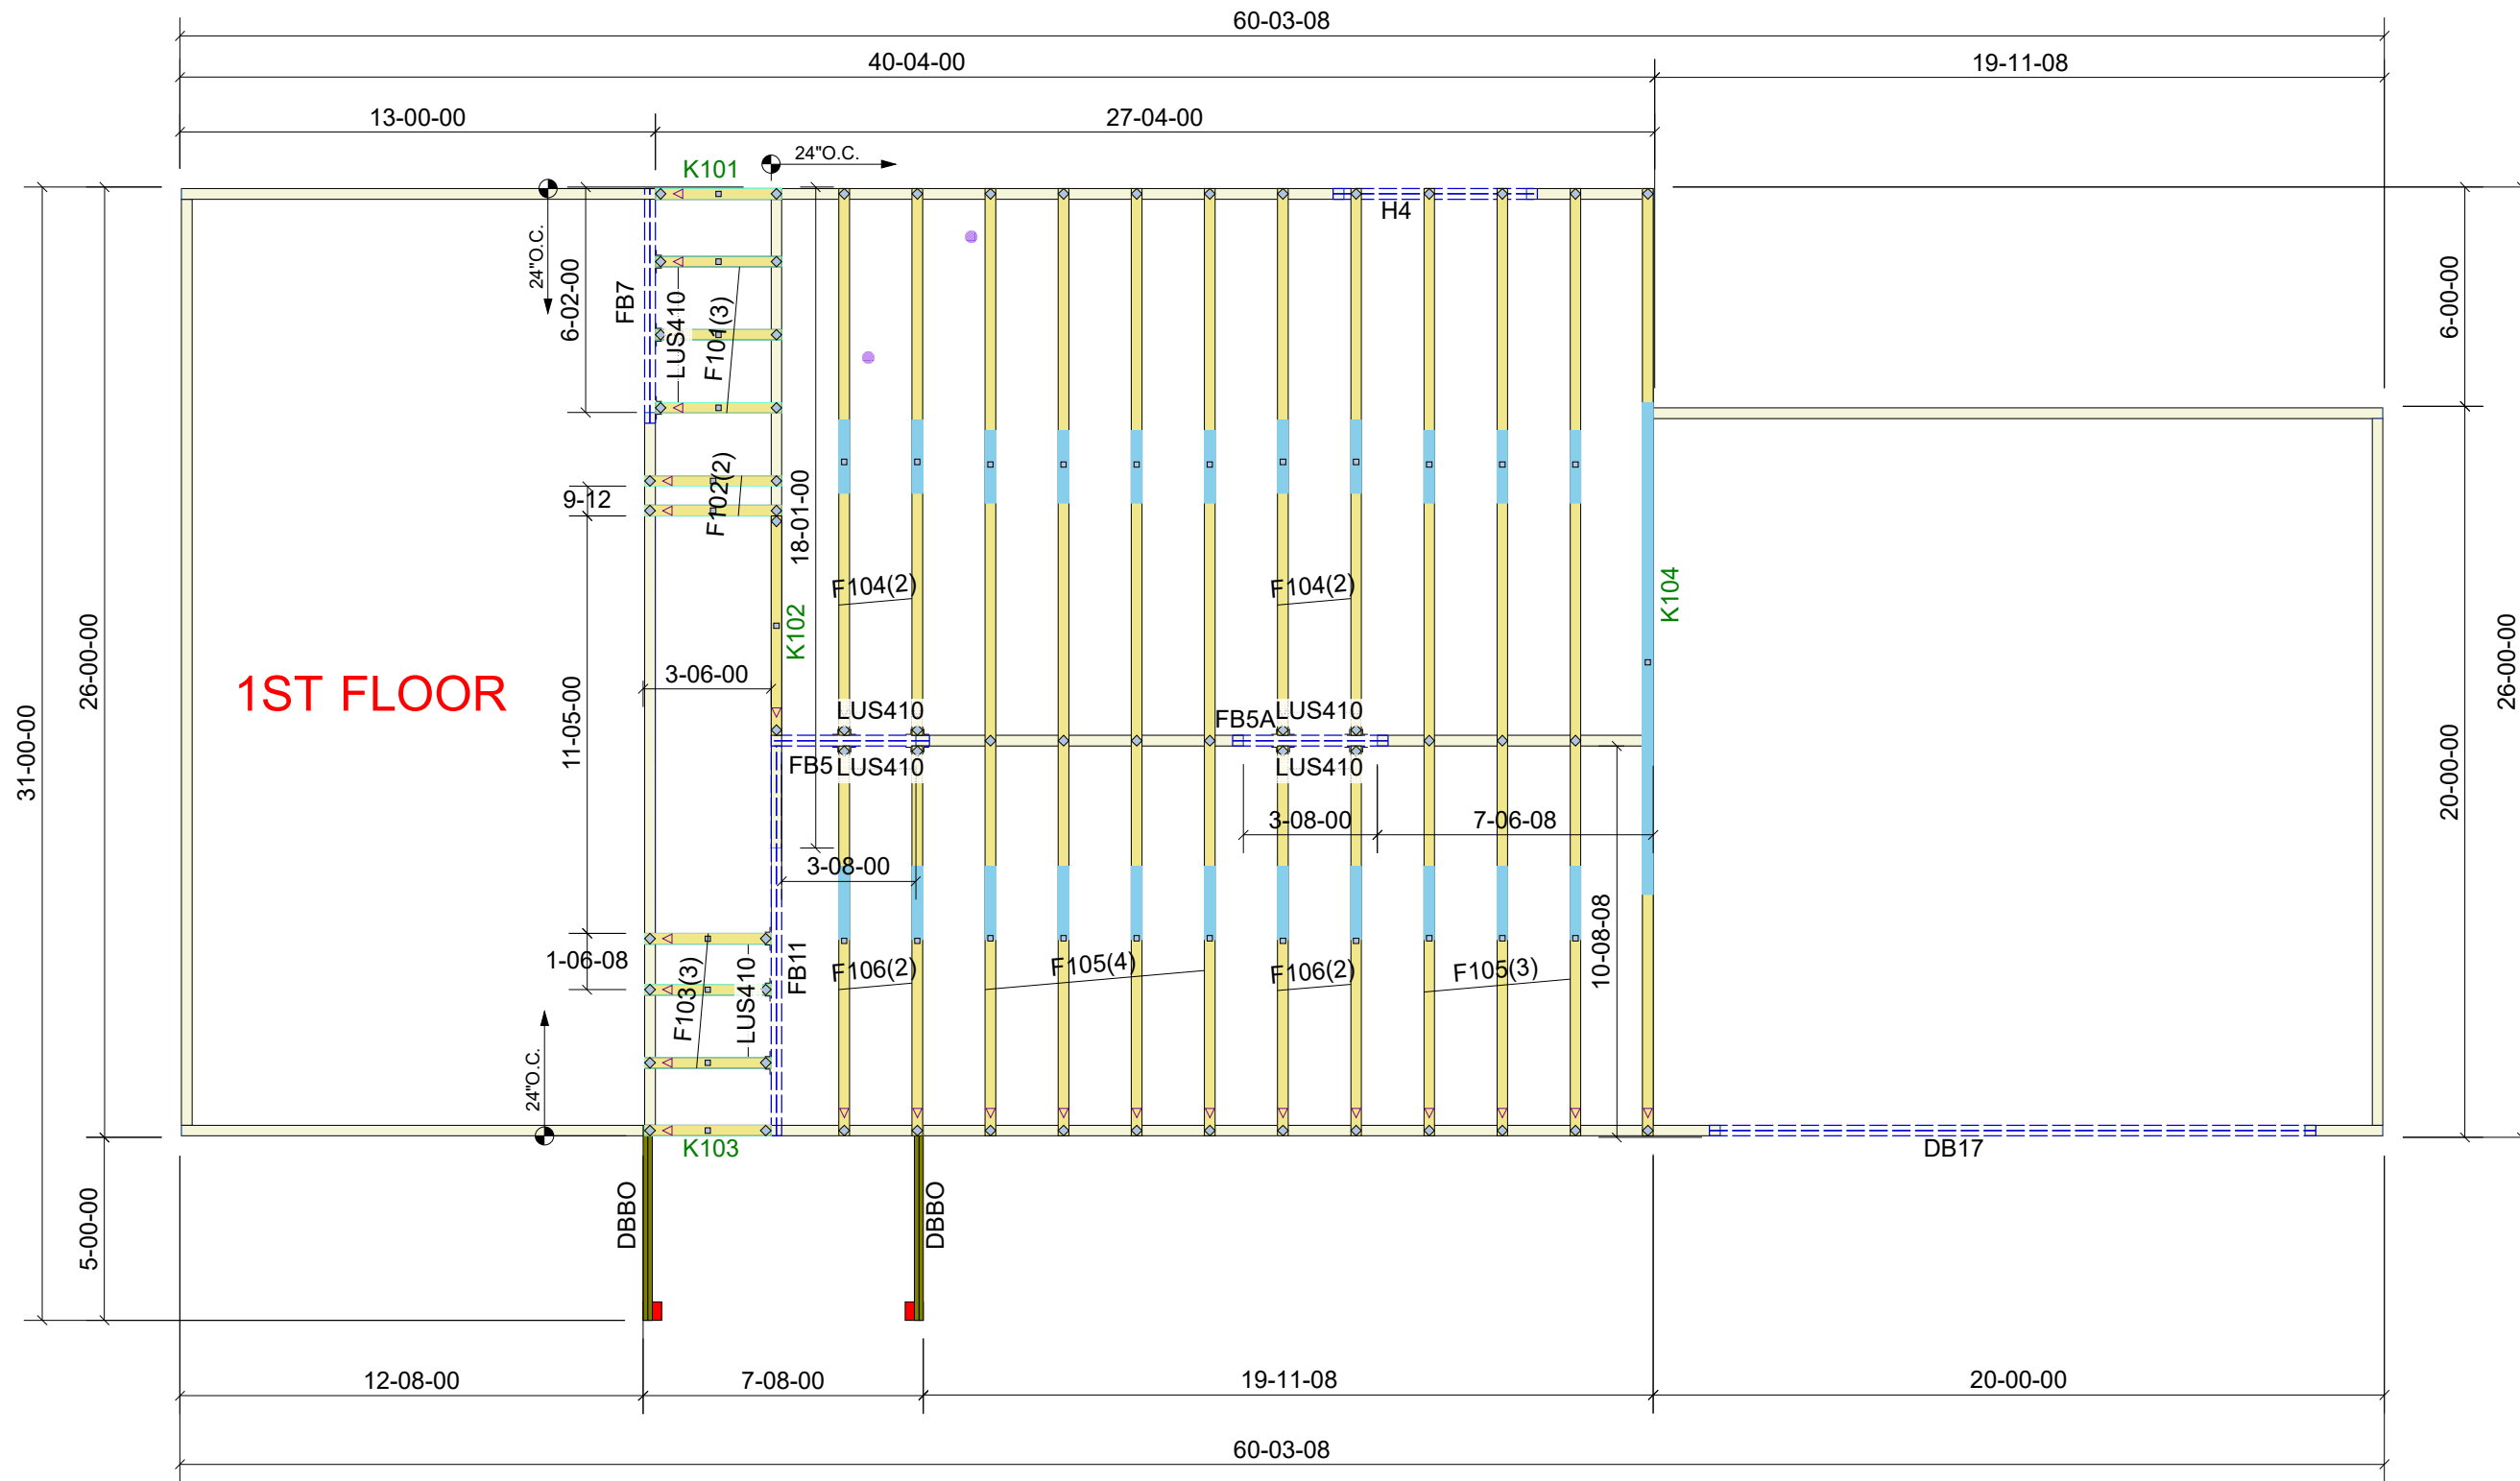 60-03-08
40-04-00
19-11-08
13-00-00
27-04-00
K101
24"O.C.
H4
24"O.C.
6-02-00
FB7
LUS410
F101(3)
6-00-00
9-12
F102(2)
18-01-00
F104(2)
F104(2)
K102
K104
26-00-00
31-00-00
1ST FLOOR
3-06-00
11-05-00
LUS410
FB5A
LUS410
FB5
LUS410
LUS410
26-00-00
20-00-00
3-08-00
7-06-08
3-08-00
10-08-08
1-06-08
F103(3)
LUS410
FB11
F106(2)
F105(4)
F106(2)
F105(3)
24"O.C.
K103
DB17
5-00-00
DBBO
DBBO
12-08-00
7-08-00
19-11-08
20-00-00
60-03-08